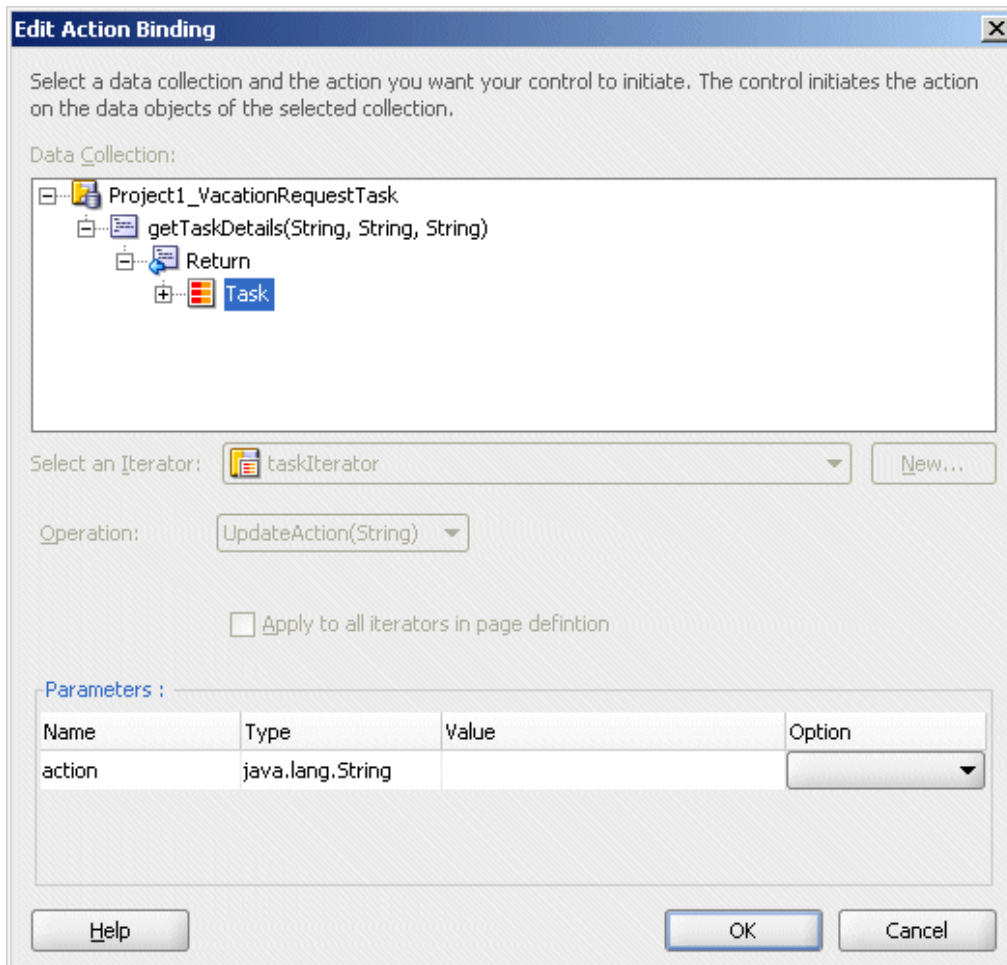 Edit Action Binding
Select a data collection and the action you want your control to initiate. The control initiates the action
on the data objects of the selected collection.
Data Collection:
Project1_VacationRequestTask
getTaskDetails(String, String, String)
Return
Task
Select an Iterator: taskIterator New...
Operation: UpdateAction(String)
Apply to all iterators in page defintion
Parameters :
Name Type Value Option
action java.lang.String
Help OK Cancel